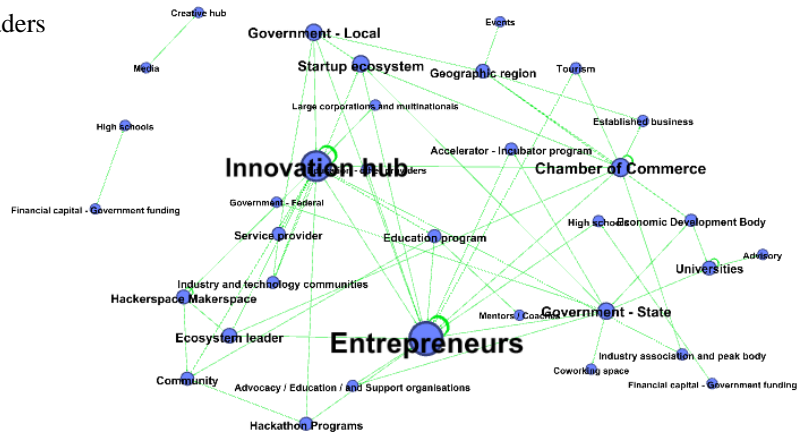 aders
Creative hub
Events
Government - Local
Media
Startup ecosystem
Geographic region
Tourism
Large corporations and multinationals
High schools
Established business
Accelerator - Incubator program
Innovation hub
providers
Chamber of Commerce
Government - Federal
Financial capital - Government funding
High schools
Economic Development Body
Service provider
Education program
Advisory
Universities
Industry and technology communities
Hackerspace Makerspace
Mentors / Coaches
Government - State
Ecosystem leader
Entrepreneurs
Industry association and peak body
Coworking space
Community
Advocacy / Education / and Support organisations
Financial capital - Government funding
Hackathon Programs